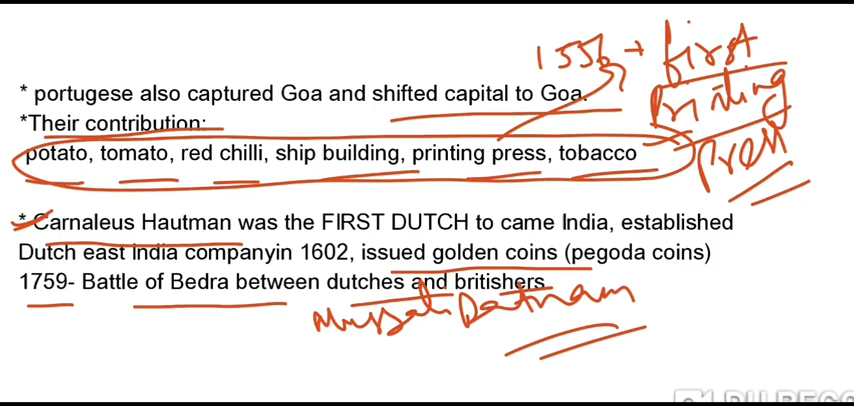 1556 → first
Printing
Press
* portugese also captured Goa and shifted capital to Goa.
*Their contribution:
potato, tomato, red chilli, ship building, printing press, tobacco
* Carnaleus Hautman was the FIRST DUTCH to came India, established
Dutch east India companyin 1602, issued golden coins (pegoda coins)
1759- Battle of Bedra between dutches and britishers